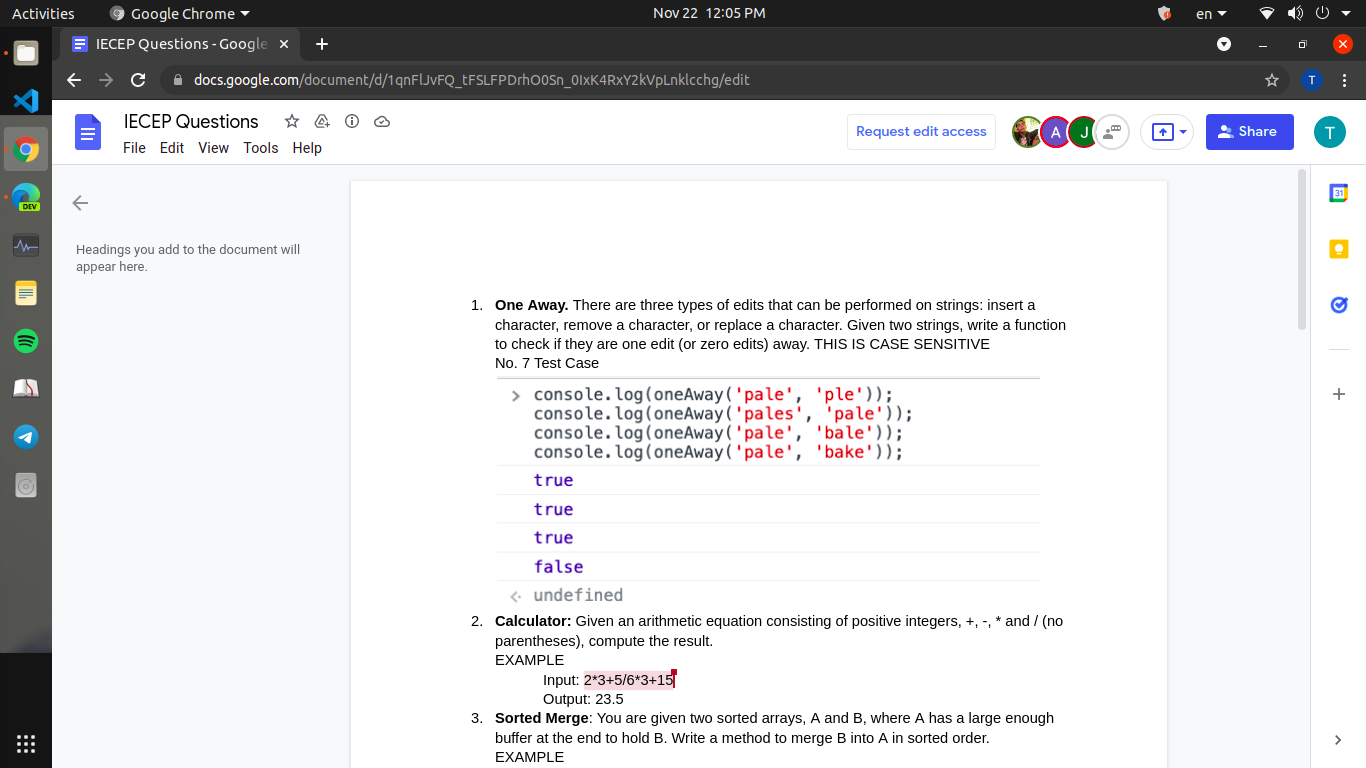 Activities Google Chrome Nov 22 12:05 PM en
IECEP Questions - Google
docs.google.com/document/d/1qnFlJvFQ_tFSLFPDrhO0Sn_0IxK4RxY2kVpLnklcchg/edit T
IECEP Questions
File Edit View Tools Help
A J
Request edit access
Share
T
DEV
31
Headings you add to the document will
appear here.
1. One Away. There are three types of edits that can be performed on strings: insert a
character, remove a character, or replace a character. Given two strings, write a function
to check if they are one edit (or zero edits) away. THIS IS CASE SENSITIVE
No. 7 Test Case
> console.log(oneAway('pale', 'ple'));
console.log(oneAway('pales', 'pale'));
console.log(oneAway('pale', 'bale'));
console.log(oneAway('pale', 'bake'));
true
true
true
false
undefined
2. Calculator: Given an arithmetic equation consisting of positive integers, +, -, * and / (no
parentheses), compute the result.
EXAMPLE
Input: 2*3+5/6*3+15
Output: 23.5
3. Sorted Merge: You are given two sorted arrays, A and B, where A has a large enough
buffer at the end to hold B. Write a method to merge B into A in sorted order.
EXAMPLE